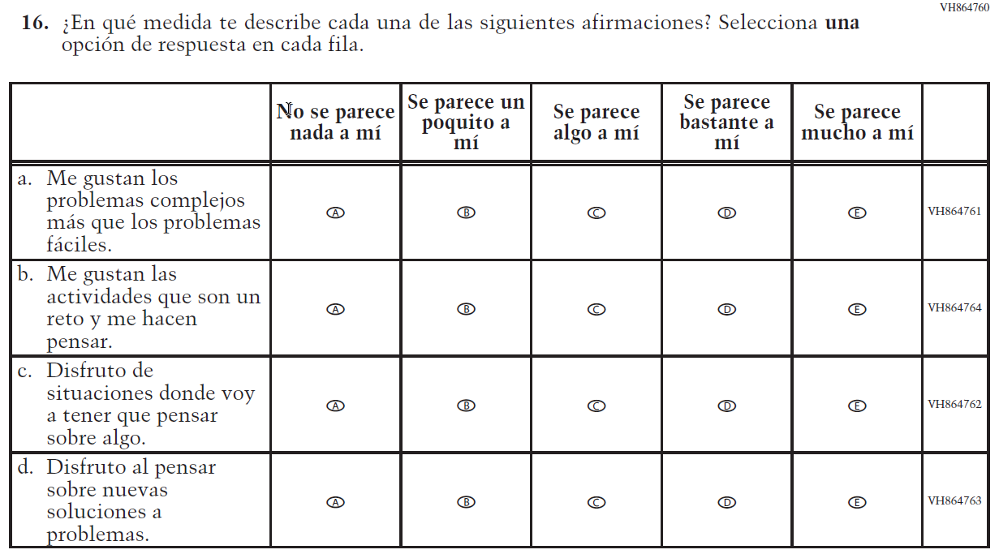 VH864760
16. ¿En qué medida te describe cada una de las siguientes afirmaciones? Selecciona una
opción de respuesta en cada fila.
No se parece
nada a mí
Se parece un
poquito a
mí
Se parece
algo a mí
Se parece
bastante a
mí
Se parece
mucho a mí
a. Me gustan los
problemas complejos
más que los problemas
fáciles.
A B C D E VH864761
b. Me gustan las
actividades que son un
reto y me hacen
pensar.
A B C D E VH864764
c. Disfruto de
situaciones donde voy
a tener que pensar
sobre algo.
A B C D E VH864762
d. Disfruto al pensar
sobre nuevas
soluciones a
problemas.
A B C D E VH864763